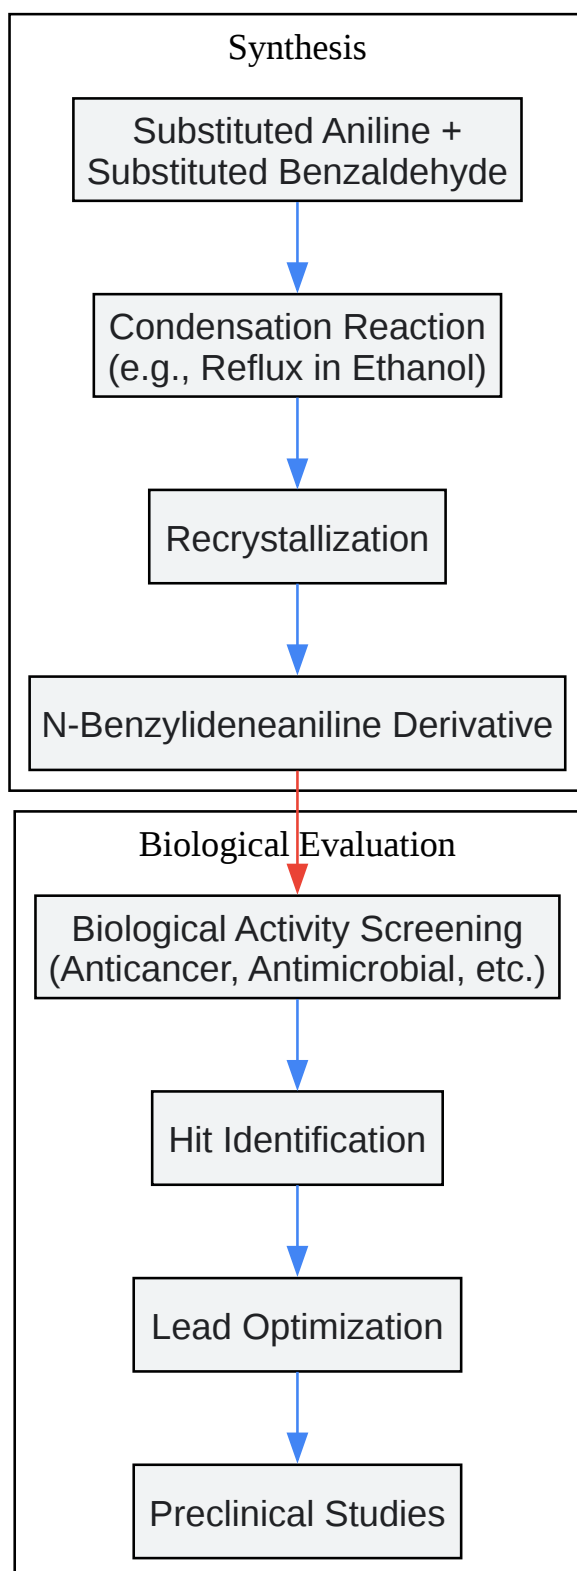 Synthesis
Substituted Aniline +
Substituted Benzaldehyde
Condensation Reaction
(e.g., Reflux in Ethanol)
Recrystallization
N-Benzylideneaniline Derivative
Biological Evaluation
Biological Activity Screening
(Anticancer, Antimicrobial, etc.)
Hit Identification
Lead Optimization
Preclinical Studies